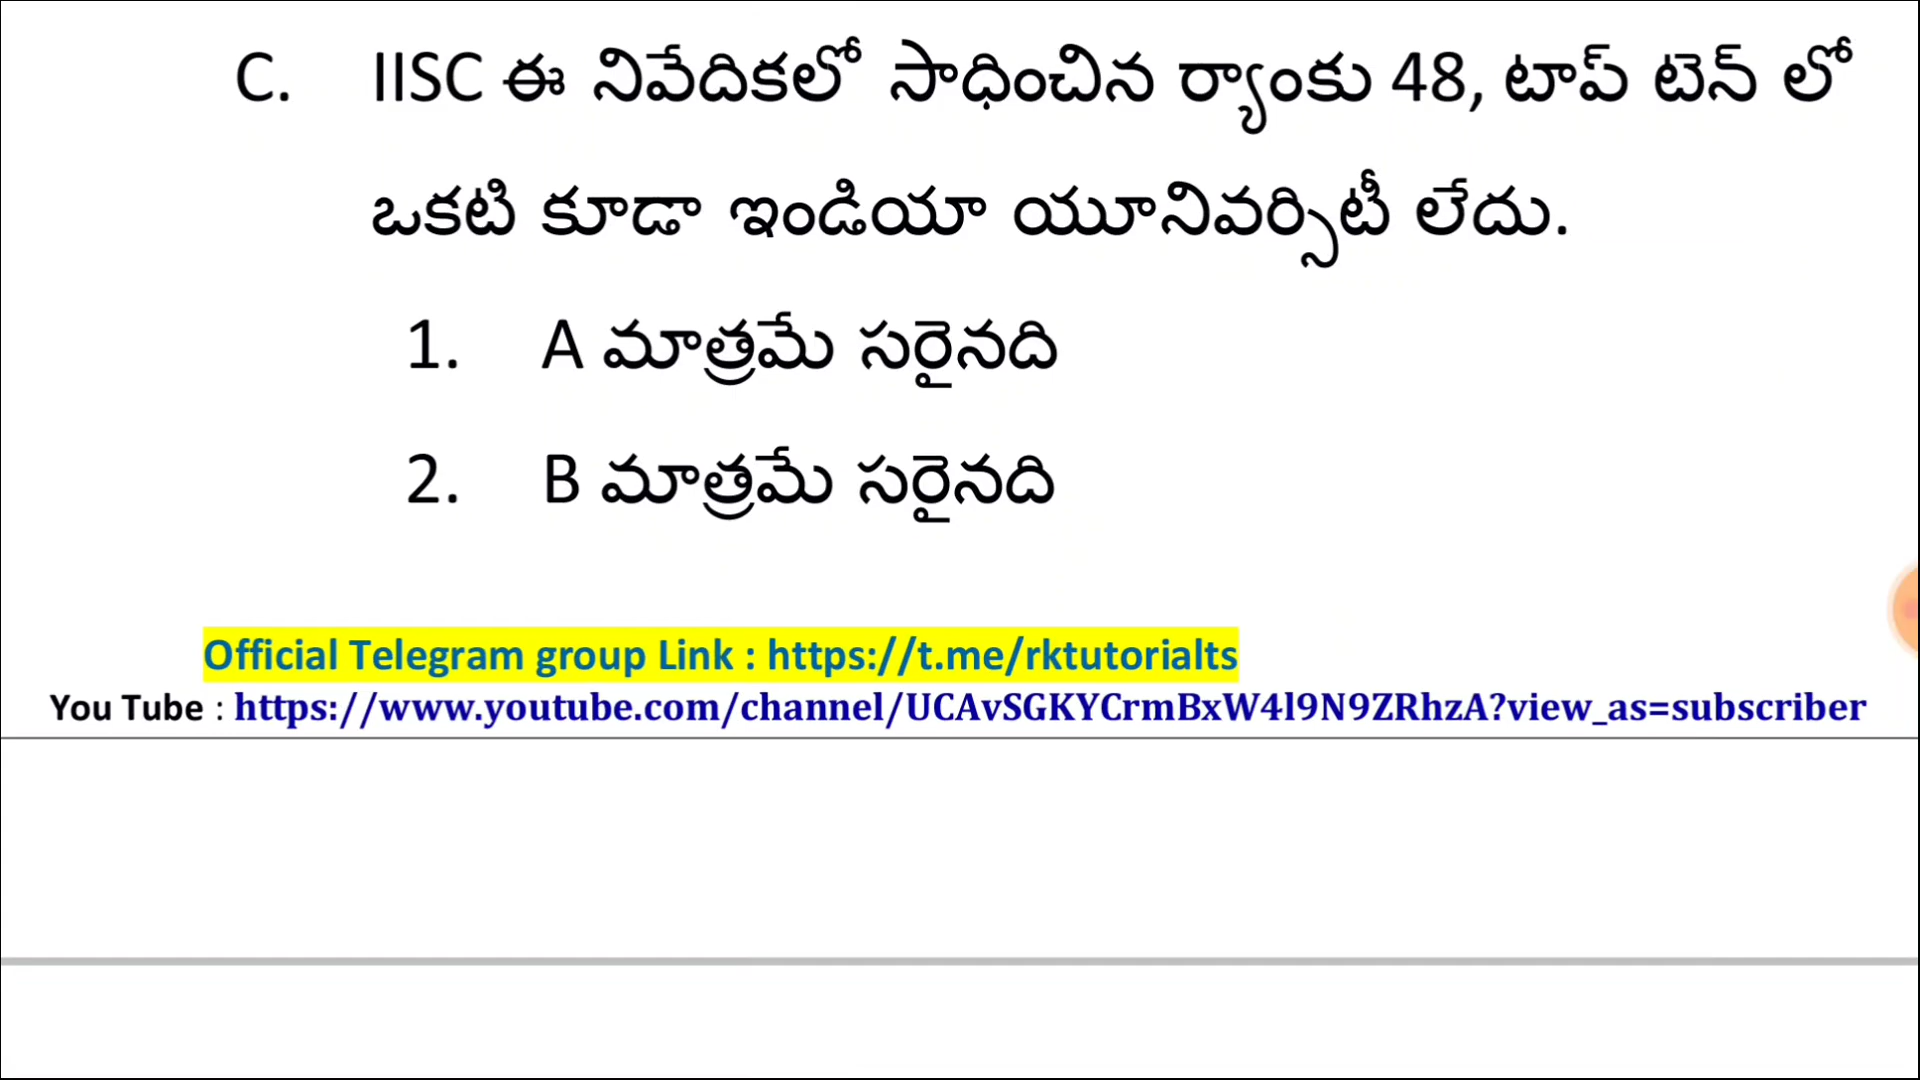 C. IISC ఈ నివేదికలో సాధించిన ర్యాంకు 48, టాప్ టెన్ లో
ఒకటి కూడా ఇండియా యూనివర్సిటీ లేదు.
1. A మాత్రమే సరైనది
2. B మాత్రమే సరైనది
Official Telegram group Link : https://t.me/rktutorialts
You Tube : https://www.youtube.com/channel/UCAvSGKYCrmBxW4l9N9ZRhzA?view_as=subscriber